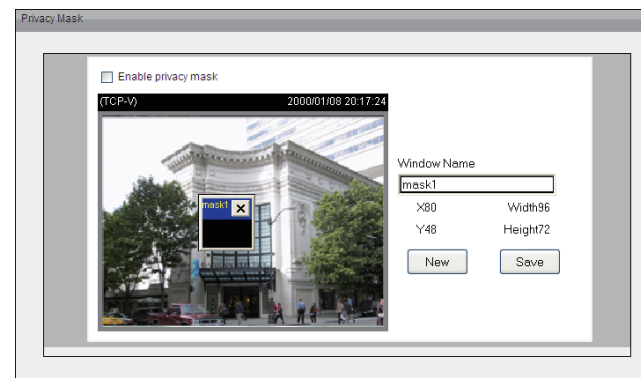 Privacy Mask
Enable privacy mask
(TCP-V) 2000/01/08 20:17:24
mask1
Window Name
mask1
X80 Width96
Y48 Height72
New Save